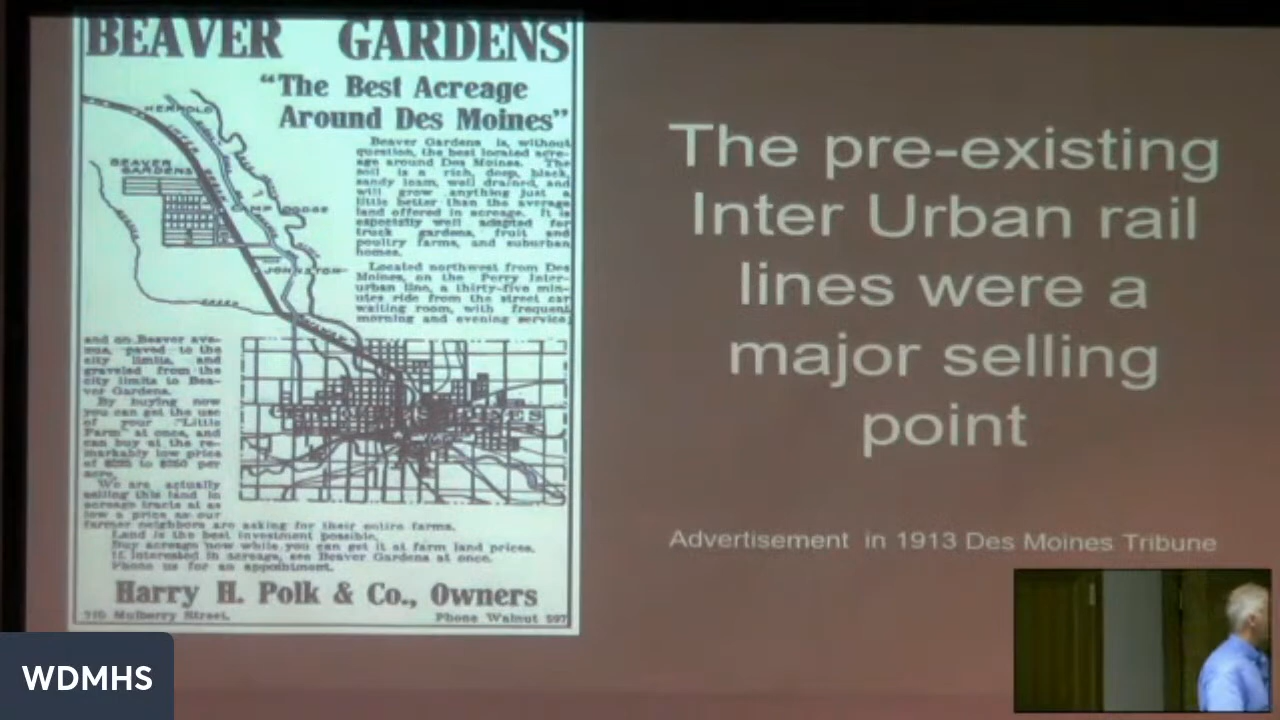 BEAVER GARDENS
"The Best Acreage
Around Des Moines"
Beaver Gardens is, without
question, the best located acre-
age around Des Moines. The
soil is a rich, deep, black,
sandy loam, well drained, and
will grow anything just a
little better than the average
land offered in acreage. It is
especially well adapted for
truck gardens, fruit and
poultry farms, and suburban
homes.
Located northwest from Des
Moines, on the Perry Inter-
urban line, a thirty-five min-
utes ride from the street car
waiting room, with frequent
morning and evening service,
and on Beaver ave-
nue, paved to the
city limits, and
graveled from the
city limits to Bea-
ver Gardens.
By buying now
you can get the use
of your "Little
Farm" at once, and
can buy at the re-
markably low price
of to $350 per
acre.
We are actually
selling this land in
acreage tracts at as
low a price as our
farmer neighbors are asking for their entire farms.
Land is the best investment possible.
Buy acreage now while you can get it at farm land prices.
If interested in acreage, see Beaver Gardens at once.
Phone us for an appointment.
Harry H. Polk & Co., Owners
Mulberry Street. Phone Walnut 597
HERROLD
BEAVER
GARDENS
CAMP DODGE
JOHNSTON
CREEK
The pre-existing
Inter Urban rail
lines were a
major selling
point
Advertisement in 1913 Des Moines Tribune
WDMHS